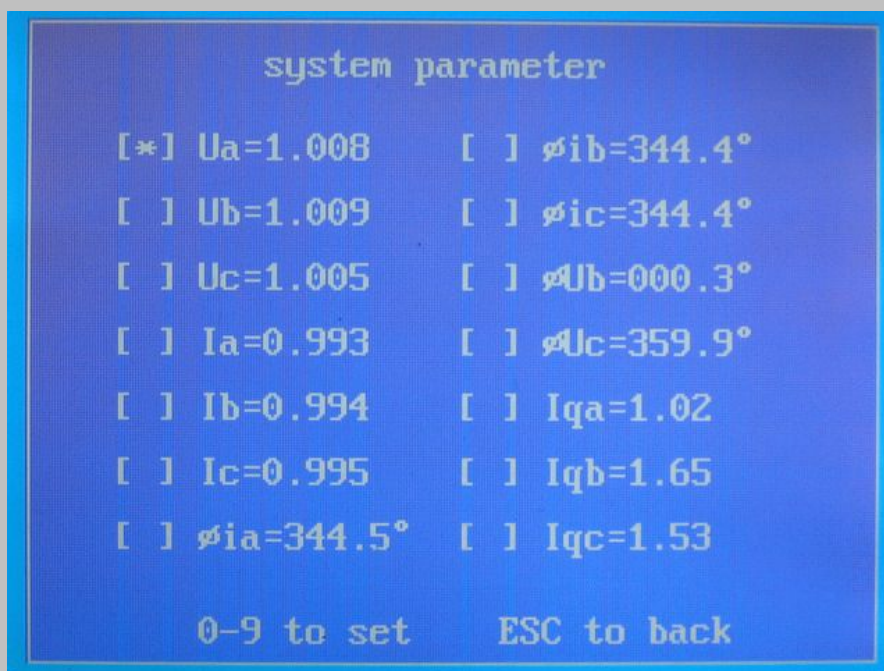 system parameter
[*] Ua=1.008 [ ] øib=344.4°
[ ] Ub=1.009 [ ] øic=344.4°
[ ] Uc=1.005 [ ] øUb=000.3°
[ ] Ia=0.993 [ ] øUc=359.9°
[ ] Ib=0.994 [ ] Iqa=1.02
[ ] Ic=0.995 [ ] Iqb=1.65
[ ] øia=344.5° [ ] Iqc=1.53
0-9 to set ESC to back